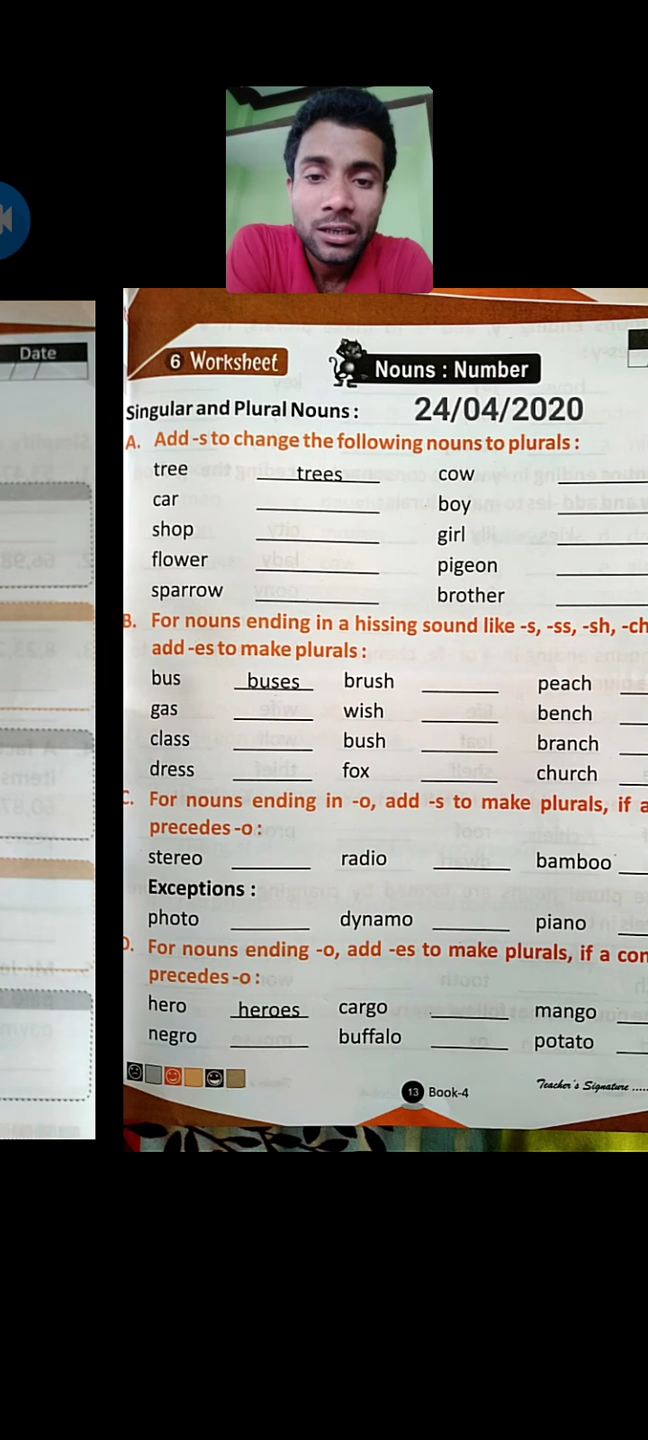 Date
6 Worksheet
Nouns : Number
Singular and Plural Nouns :
24/04/2020
A. Add -s to change the following nouns to plurals :
tree trees cow
car boy
shop girl
flower pigeon
sparrow brother
B. For nouns ending in a hissing sound like -s, -ss, -sh, -ch
add -es to make plurals :
bus buses brush peach
gas wish bench
class bush branch
dress fox church
C. For nouns ending in -o, add -s to make plurals, if a
precedes -o :
stereo radio bamboo
Exceptions :
photo dynamo piano
D. For nouns ending -o, add -es to make plurals, if a con
precedes -o :
hero heroes cargo mango
negro buffalo potato
13 Book-4
Teacher's Signature .....